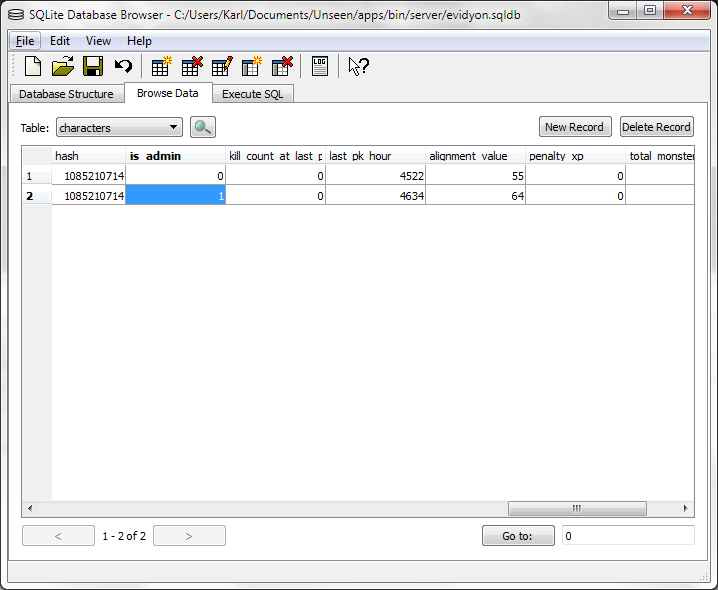 SQLite Database Browser - C:/Users/Karl/Documents/Unseen/apps/bin/server/evidyon.sqldb
File Edit View Help
LOG
Database Structure Browse Data Execute SQL
Table: characters New Record Delete Record
hash is_admin kill_count_at_last_p last_pk_hour alignment_value penalty_xp total_monster
1 1085210714 0 0 4522 55 0
2 1085210714 1 0 4634 64 0
< 1 - 2 of 2 > Go to: 0